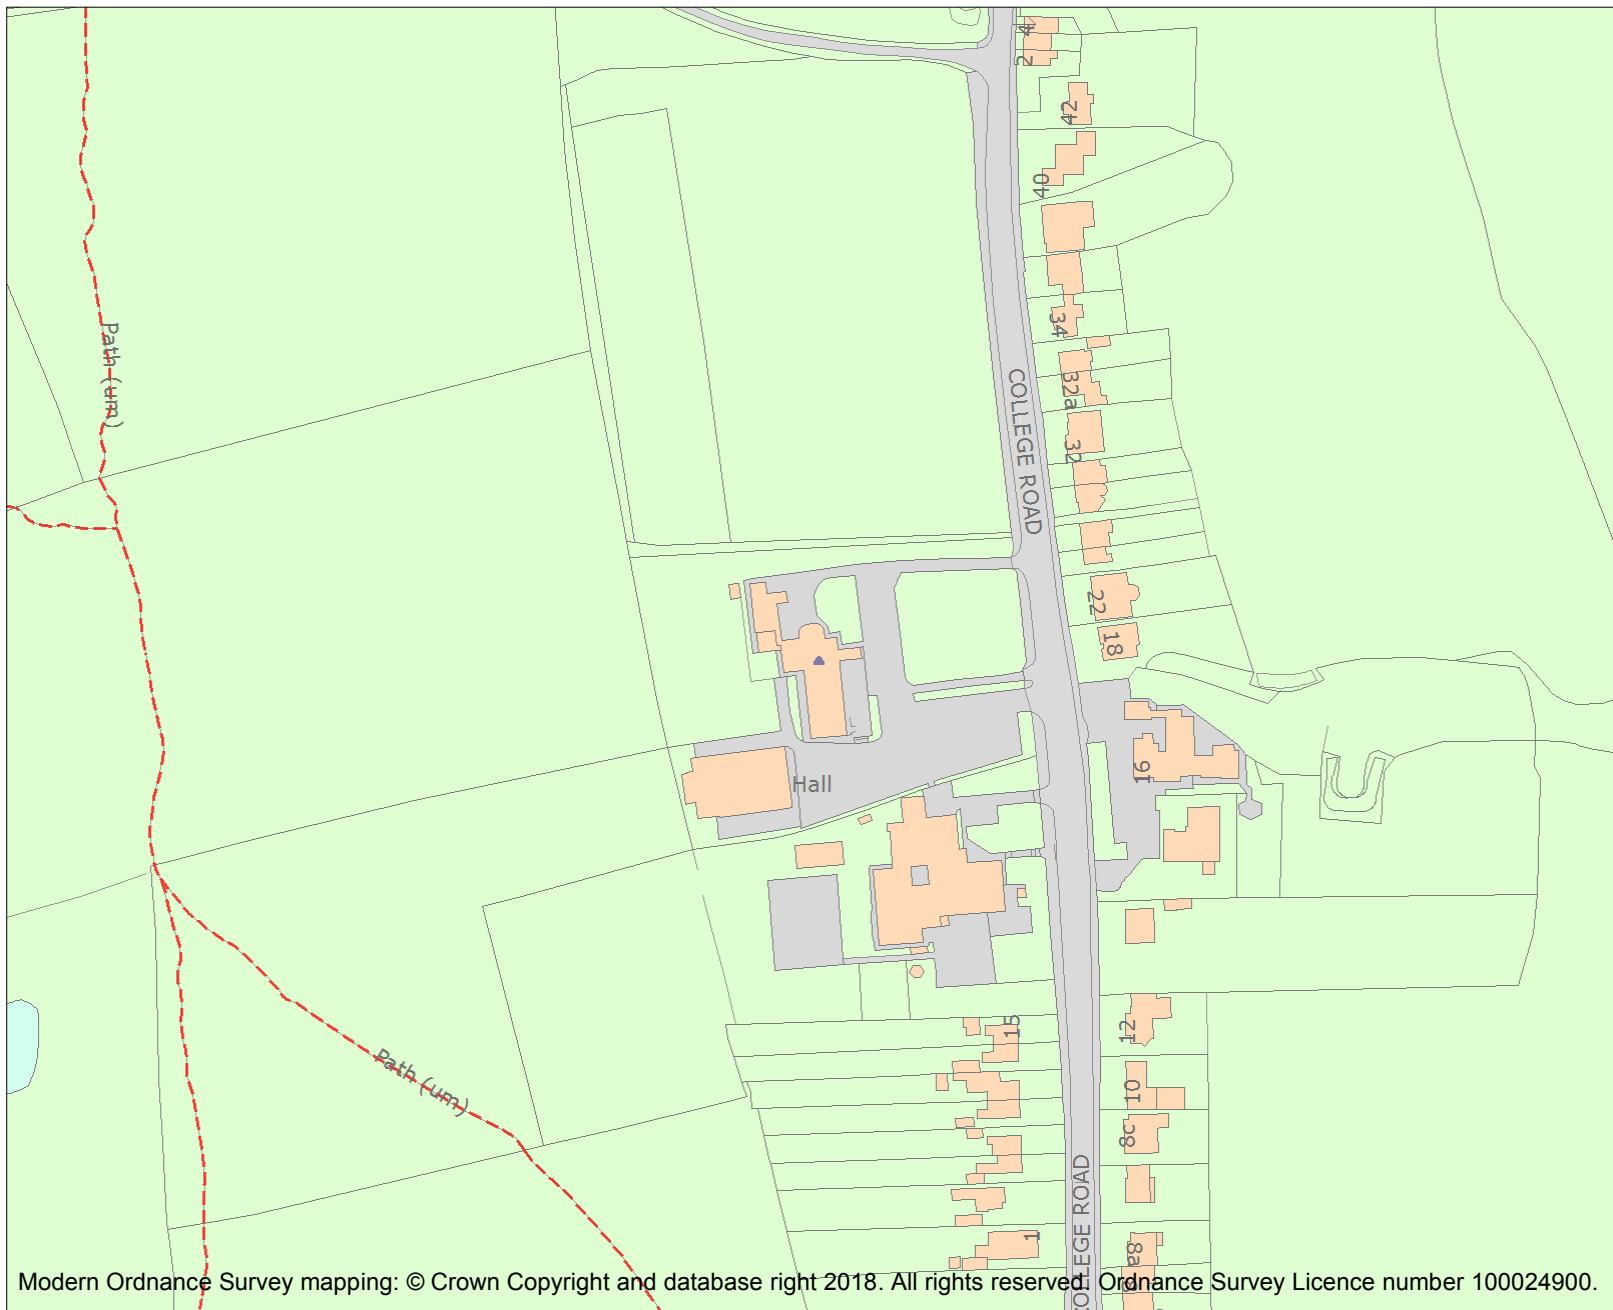 4
2
42
40
34
Path (um)
32a
COLLEGE ROAD
32
22
18
16
Hall
15
12
Path (um)
10
8c
COLLEGE ROAD
1
8a
Modern Ordnance Survey mapping: © Crown Copyright and database right 2018. All rights reserved. Ordnance Survey Licence number 100024900.